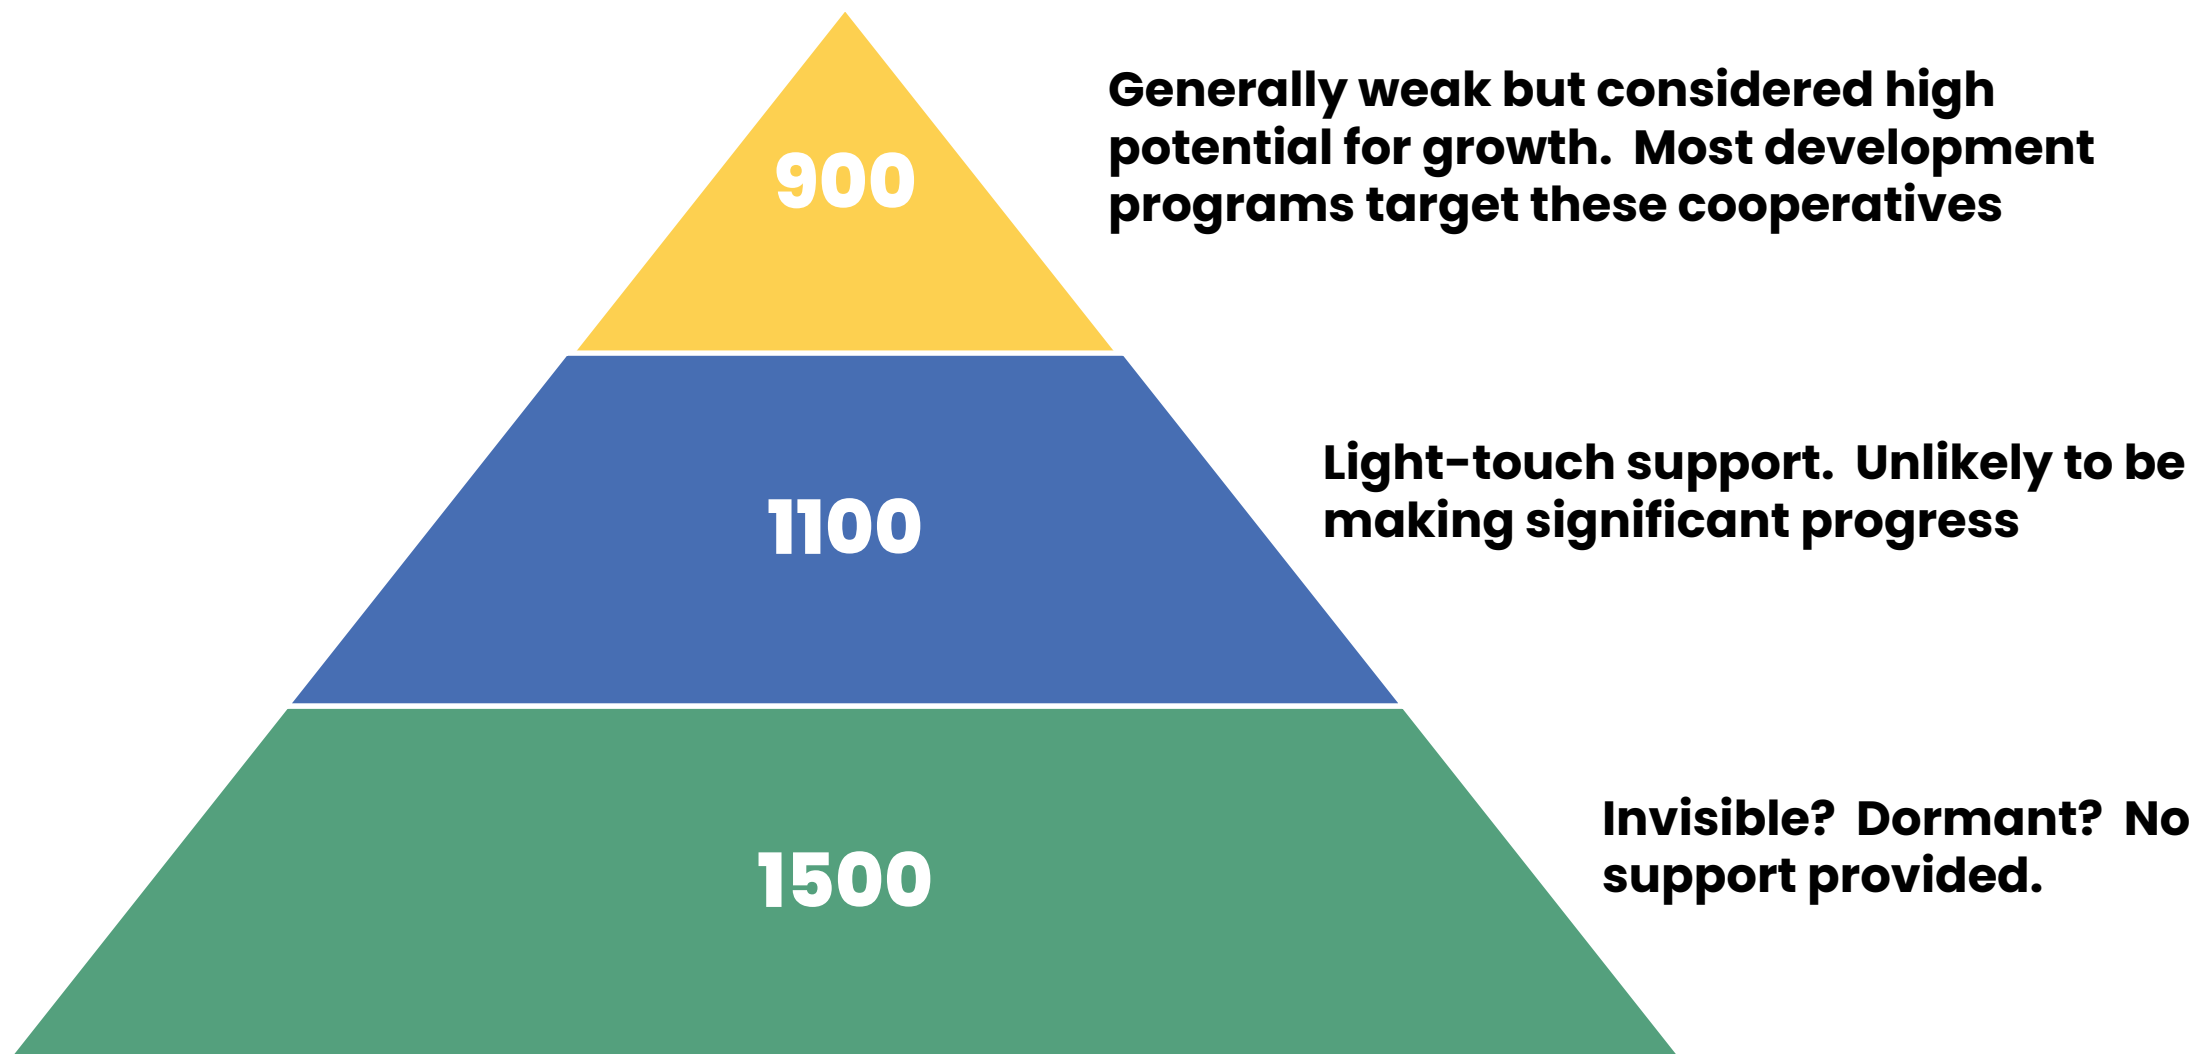 900
Generally weak but considered high
potential for growth.  Most development
programs target these cooperatives
1100
Light-touch support.  Unlikely to be
making significant progress
1500
Invisible?  Dormant?  No
support provided.